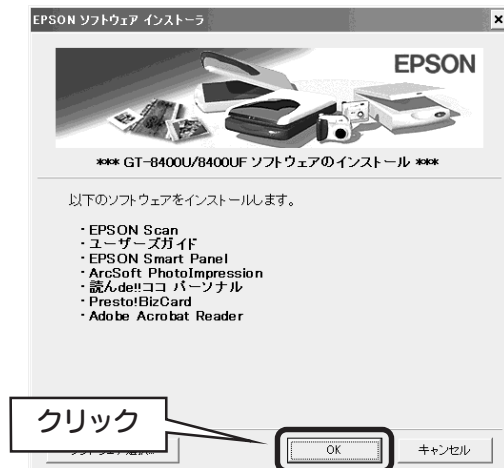 EPSON ソフトウェア インストーラ
EPSON
*** GT-8400U/8400UF ソフトウェアのインストール ***
以下のソフトウェアをインストールします。
・EPSON Scan
・ユーザーズガイド
・EPSON Smart Panel
・ArcSoft PhotoImpression
・読んde!!ココ パーソナル
・Presto!BizCard
・Adobe Acrobat Reader
クリック
OK
キャンセル